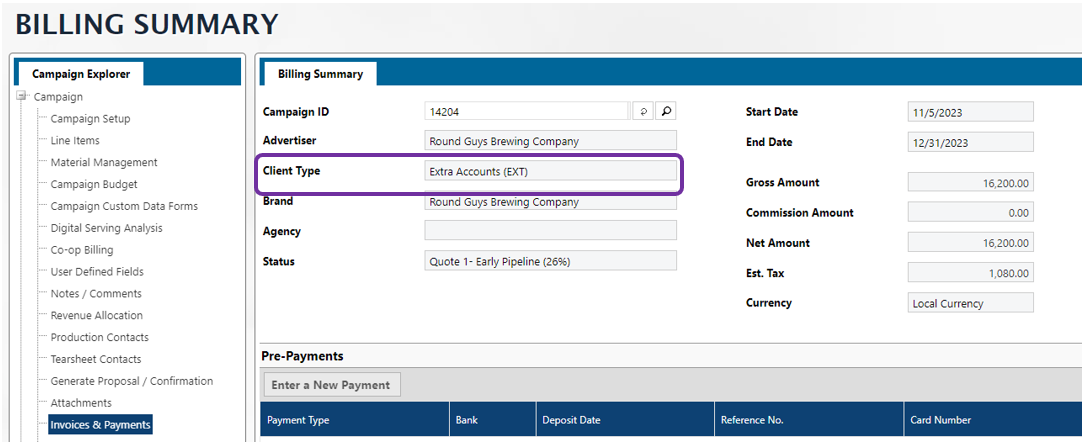 BILLING SUMMARY
Campaign Explorer
Campaign
Campaign Setup
Line Items
Material Management
Campaign Budget
Campaign Custom Data Forms
Digital Serving Analysis
Co-op Billing
User Defined Fields
Notes / Comments
Revenue Allocation
Production Contacts
Tearsheet Contacts
Generate Proposal / Confirmation
Attachments
Invoices & Payments
Billing Summary
Campaign ID 14204
Advertiser Round Guys Brewing Company
Client Type Extra Accounts (EXT)
Brand Round Guys Brewing Company
Agency
Status Quote 1- Early Pipeline (26%)
Start Date 11/5/2023
End Date 12/31/2023
Gross Amount 16,200.00
Commission Amount 0.00
Net Amount 16,200.00
Est. Tax 1,080.00
Currency Local Currency
Pre-Payments
Enter a New Payment
Payment Type Bank Deposit Date Reference No. Card Number